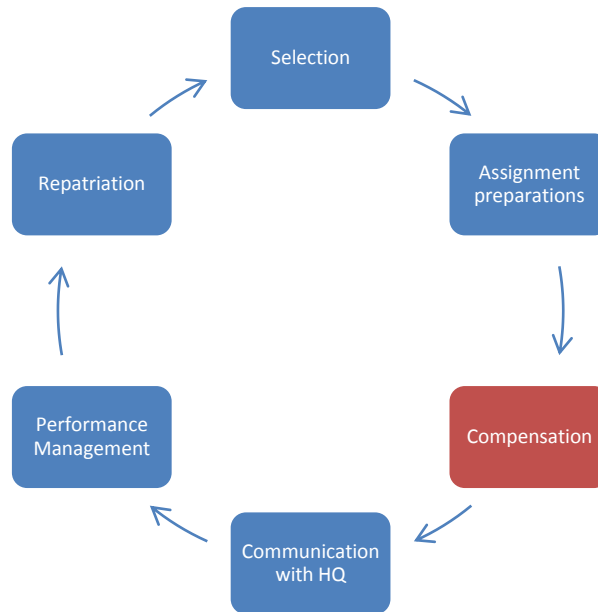 Selection
Assignment
preparations
Compensation
Communication
with HQ
Performance
Management
Repatriation